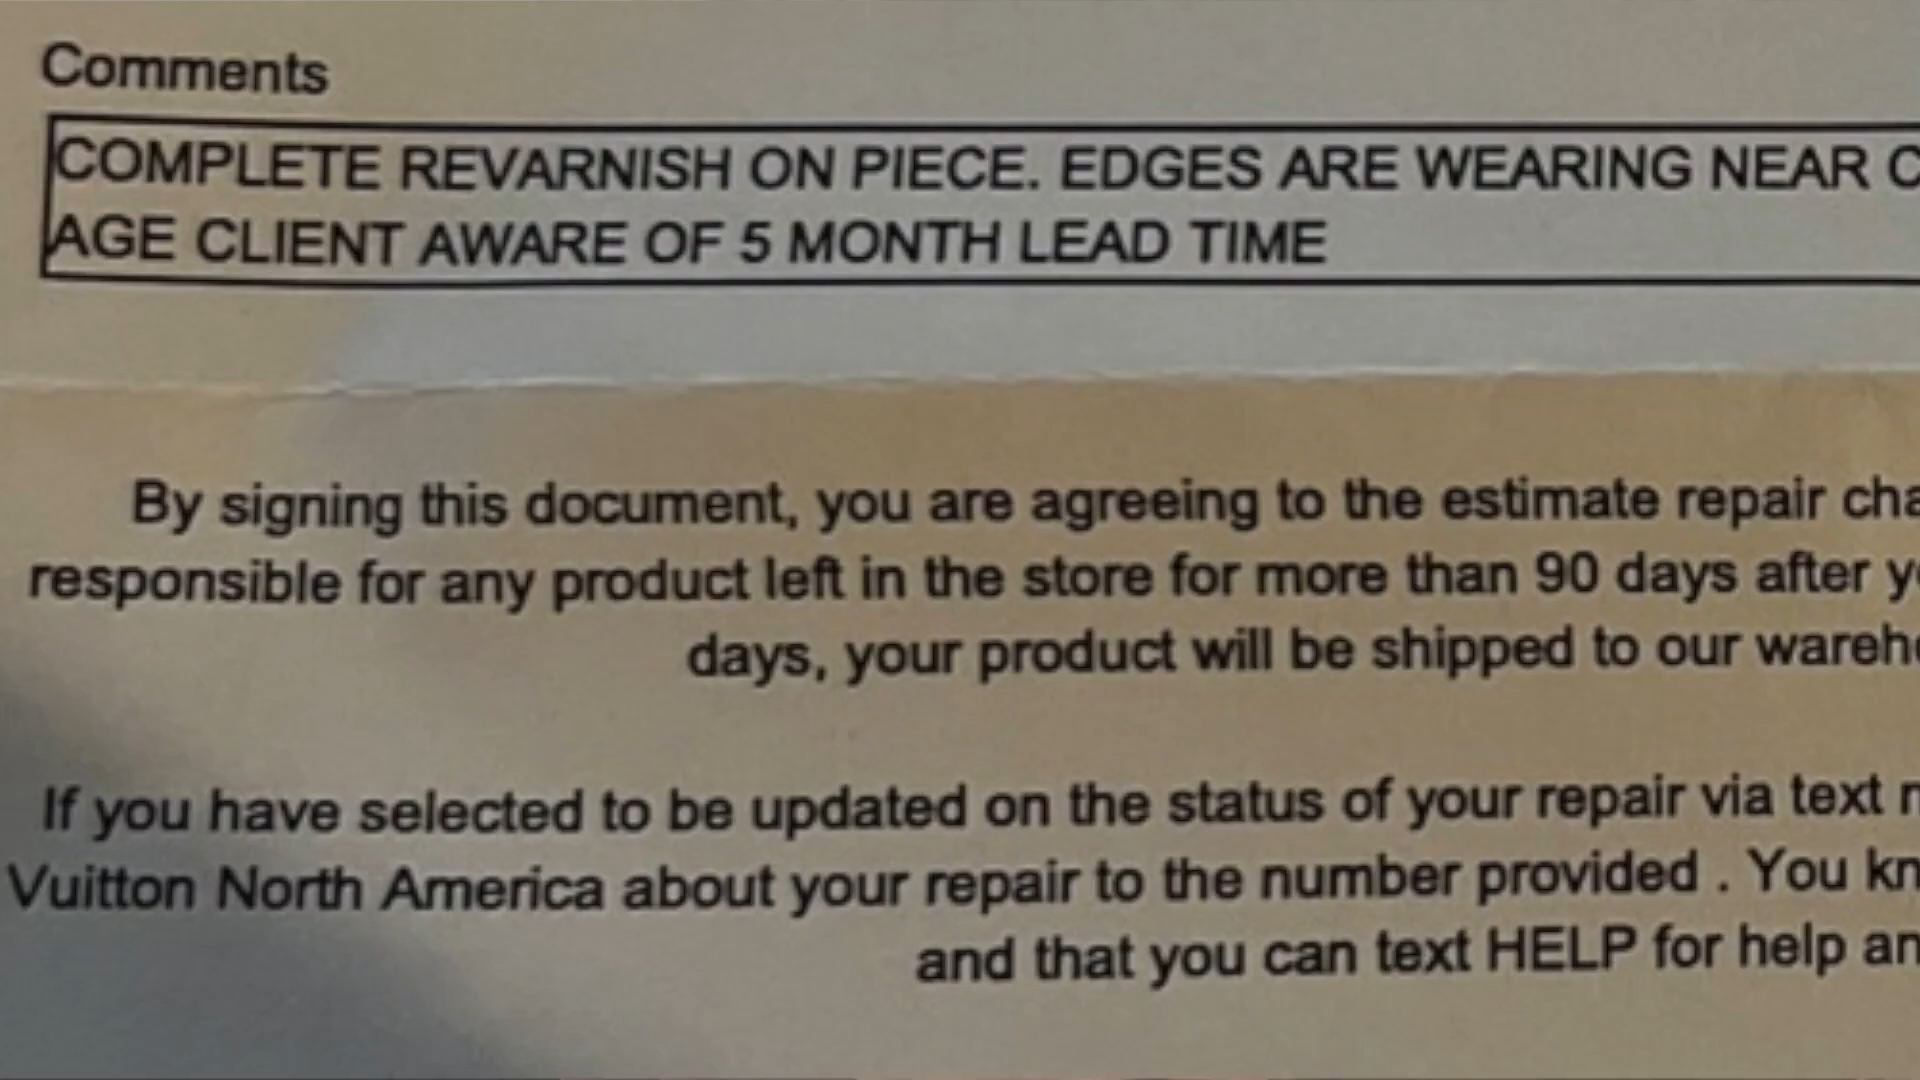 Comments
COMPLETE REVARNISH ON PIECE. EDGES ARE WEARING NEAR C
AGE CLIENT AWARE OF 5 MONTH LEAD TIME
By signing this document, you are agreeing to the estimate repair cha
responsible for any product left in the store for more than 90 days after y
days, your product will be shipped to our wareh
If you have selected to be updated on the status of your repair via text
Vuitton North America about your repair to the number provided . You kn
and that you can text HELP for help an